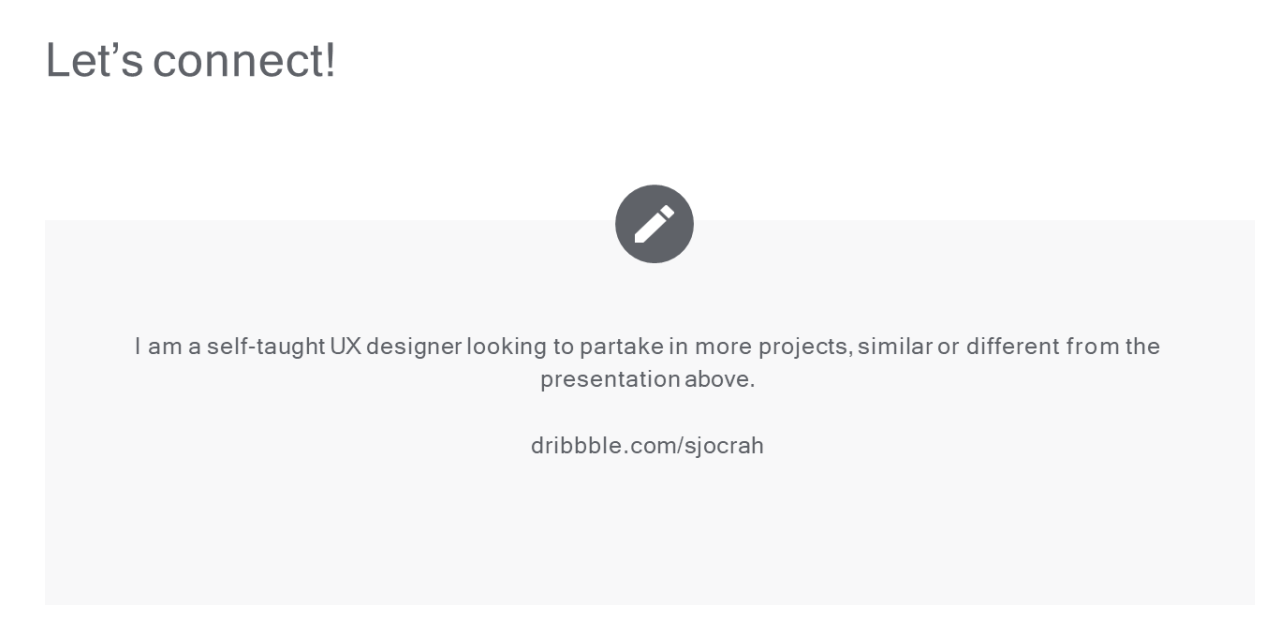 Let’s connect!
I am a self-taught UX designer looking to partake in more projects, similar or different from the
presentation above.
dribbble.com/sjocrah